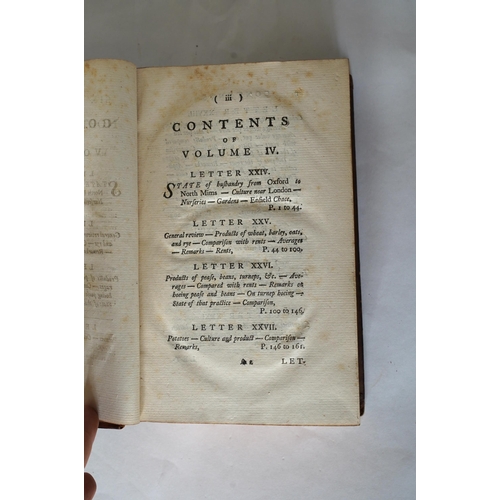 ( iii )
CONTENTS
OF
VOLUME IV.
LETTER XXIV.
STATE of husbandry from Oxford to
North Mims — Culture near London —
Nurseries — Gardens — Enfield Chace,
P. 1 to 44.
LETTER XXV.
General review — Products of wheat, barley, oats,
and rye — Comparison with rents — Averages
— Remarks — Rents, P. 44 to 100.
LETTER XXVI.
Products of pease, beans, turneps, &c. — Ave-
rages — Compared with rents — Remarks on
hoeing pease and beans — On turnep hoeing —
State of that practice — Comparison,
P. 100 to 146.
LETTER XXVII.
Potatoes — Culture and product — Comparison —
Remarks, P. 146 to 161.
LET-